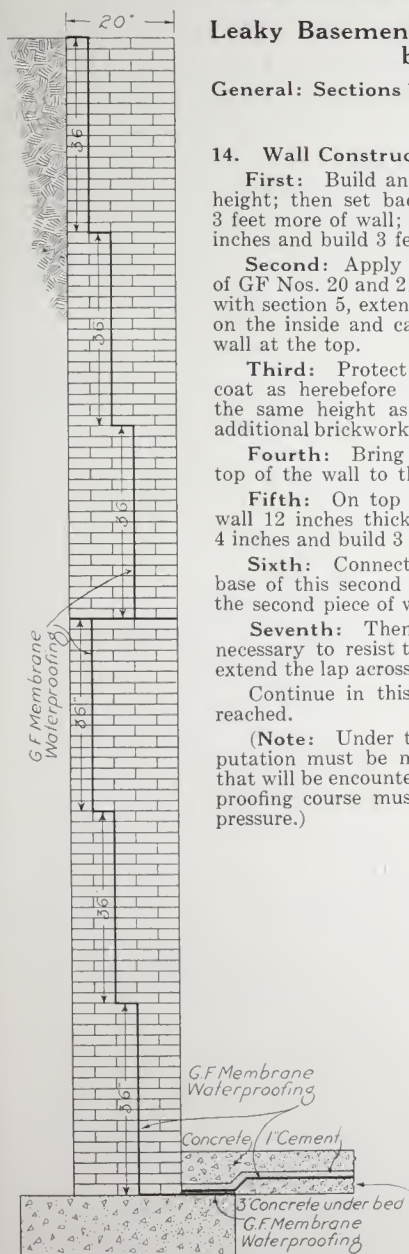 20"
36"
36"
36"
36"
36"
36"
G.F. Membrane
Waterproofing
G.F. Membrane
Waterproofing
Concrete 1" Cement
3" Concrete under bed
G.F. Membrane
Waterproofing
Leaky Basemen
b
General: Sections
14. Wall Construc
First: Build an
height; then set bac
3 feet more of wall;
inches and build 3 fe
Second: Apply
of GF Nos. 20 and 2
with section 5, exten
on the inside and ca
wall at the top.
Third: Protect
coat as herebefore
the same height as
additional brickwork
Fourth: Bring
top of the wall to th
Fifth: On top
wall 12 inches thick
4 inches and build 3
Sixth: Connect
base of this second
the second piece of w
Seventh: Then
necessary to resist t
extend the lap across
Continue in this
reached.
(Note: Under t
putation must be m
that will be encounte
proofing course mus
pressure.)